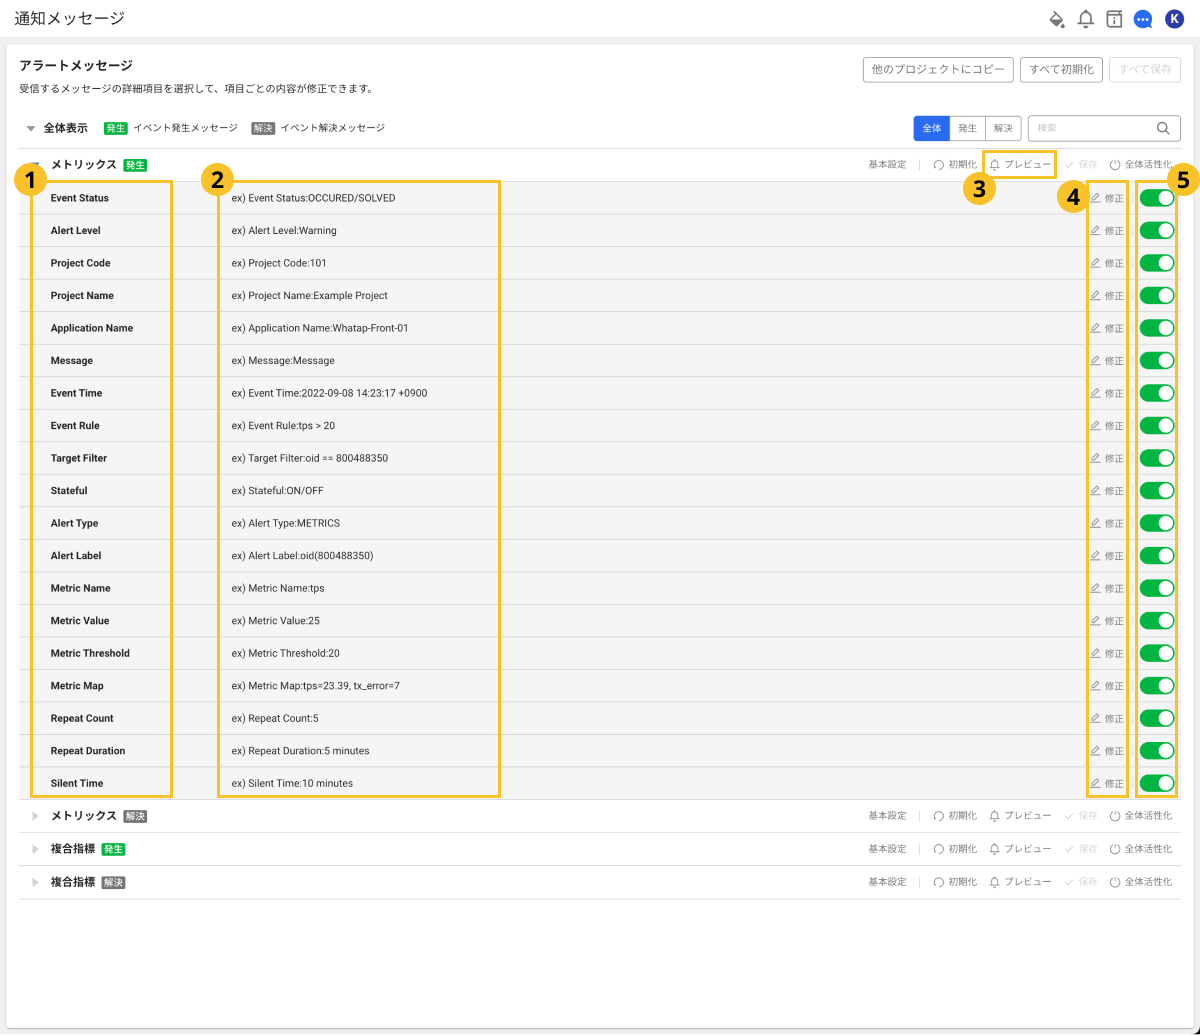 通知メッセージ
K
アラートメッセージ
他のプロジェクトにコピー すべて初期化 すべて保存
受信するメッセージの詳細項目を選択して、項目ごとの内容が修正できます。
全体表示 発生 イベント発生メッセージ 解決 イベント解決メッセージ 全体 発生 解決 検索
メトリックス 発生 基本設定 初期化 プレビュー 保存 全体活性化
1 2 3 4 5
Event Status ex) Event Status:OCCURED/SOLVED 修正
Alert Level ex) Alert Level:Warning 修正
Project Code ex) Project Code:101 修正
Project Name ex) Project Name:Example Project 修正
Application Name ex) Application Name:Whatap-Front-01 修正
Message ex) Message:Message 修正
Event Time ex) Event Time:2022-09-08 14:23:17 +0900 修正
Event Rule ex) Event Rule:tps > 20 修正
Target Filter ex) Target Filter:oid == 800488350 修正
Stateful ex) Stateful:ON/OFF 修正
Alert Type ex) Alert Type:METRICS 修正
Alert Label ex) Alert Label:oid(800488350) 修正
Metric Name ex) Metric Name:tps 修正
Metric Value ex) Metric Value:25 修正
Metric Threshold ex) Metric Threshold:20 修正
Metric Map ex) Metric Map:tps=23.39, tx_error=7 修正
Repeat Count ex) Repeat Count:5 修正
Repeat Duration ex) Repeat Duration:5 minutes 修正
Silent Time ex) Silent Time:10 minutes 修正
メトリックス 解決 基本設定 初期化 プレビュー 保存 全体活性化
複合指標 発生 基本設定 初期化 プレビュー 保存 全体活性化
複合指標 解決 基本設定 初期化 プレビュー 保存 全体活性化